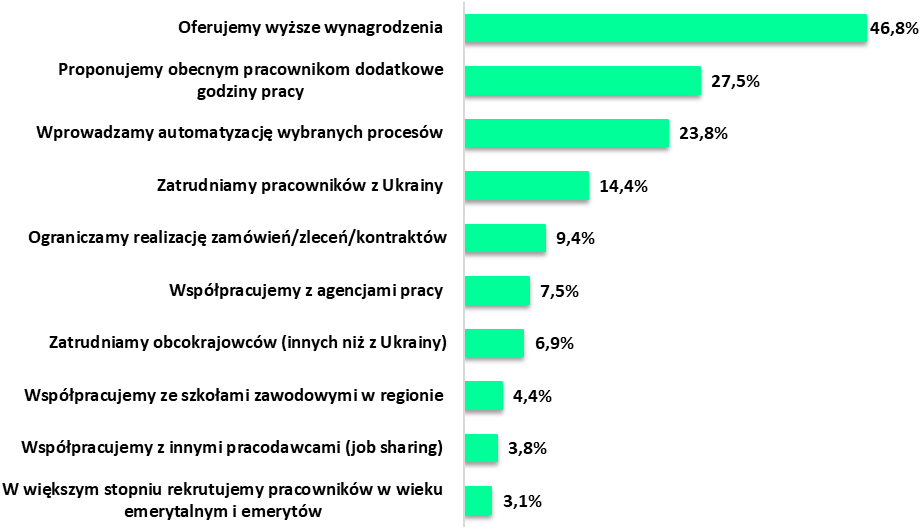 Oferujemy wyższe wynagrodzenia
46,8%
Proponujemy obecnym pracownikom dodatkowe
godziny pracy
27,5%
Wprowadzamy automatyzację wybranych procesów
23,8%
Zatrudniamy pracowników z Ukrainy
14,4%
Ograniczamy realizację zamówień/zleceń/kontraktów
9,4%
Współpracujemy z agencjami pracy
7,5%
Zatrudniamy obcokrajowców (innych niż z Ukrainy)
6,9%
Współpracujemy ze szkołami zawodowymi w regionie
4,4%
Współpracujemy z innymi pracodawcami (job sharing)
3,8%
W większym stopniu rekrutujemy pracowników w wieku
emerytalnym i emerytów
3,1%